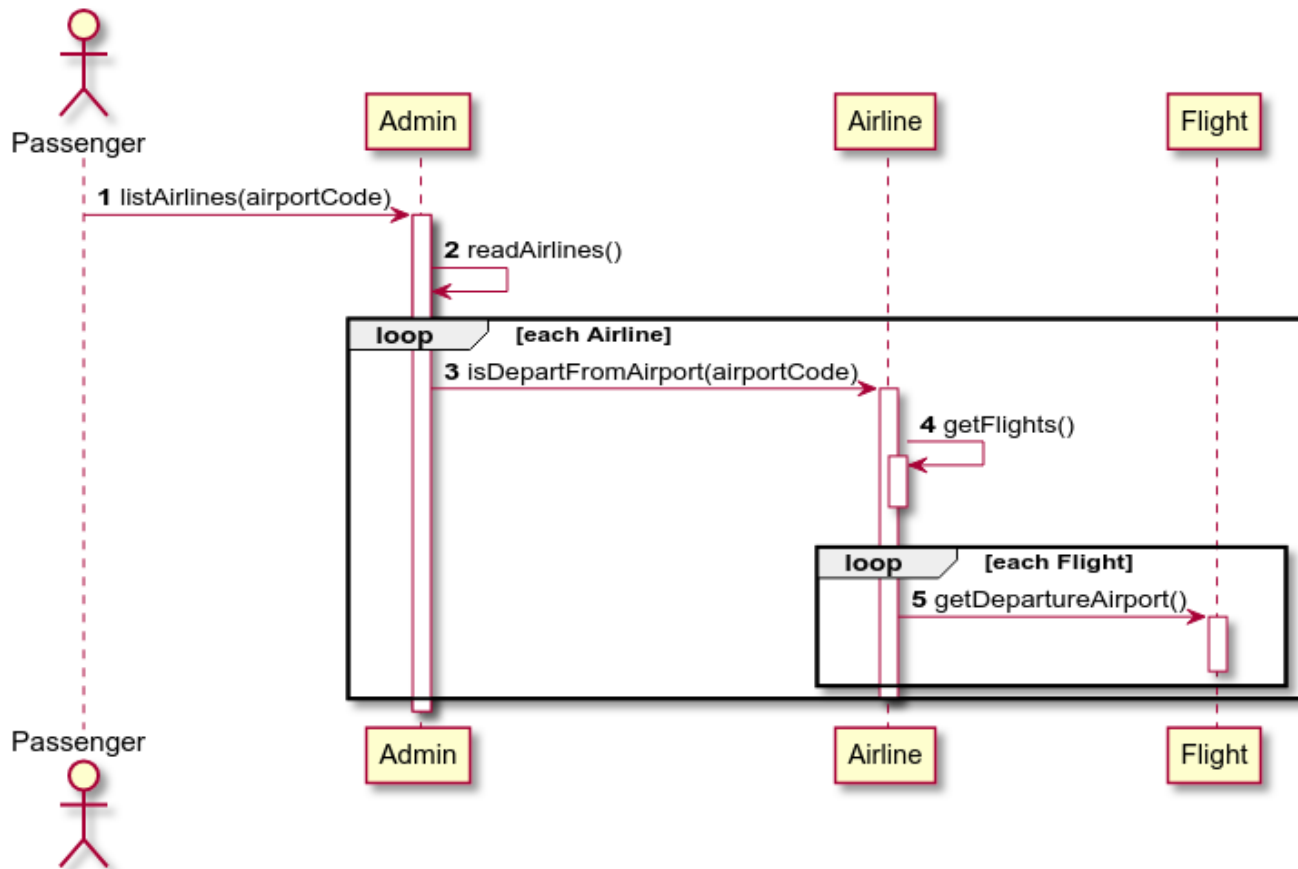 Passenger
Admin
Airline
Flight
1 listAirlines(airportCode)
2 readAirlines()
loop [each Airline]
3 isDepartFromAirport(airportCode)
4 getFlights()
loop [each Flight]
5 getDepartureAirport()
Passenger
Admin
Airline
Flight